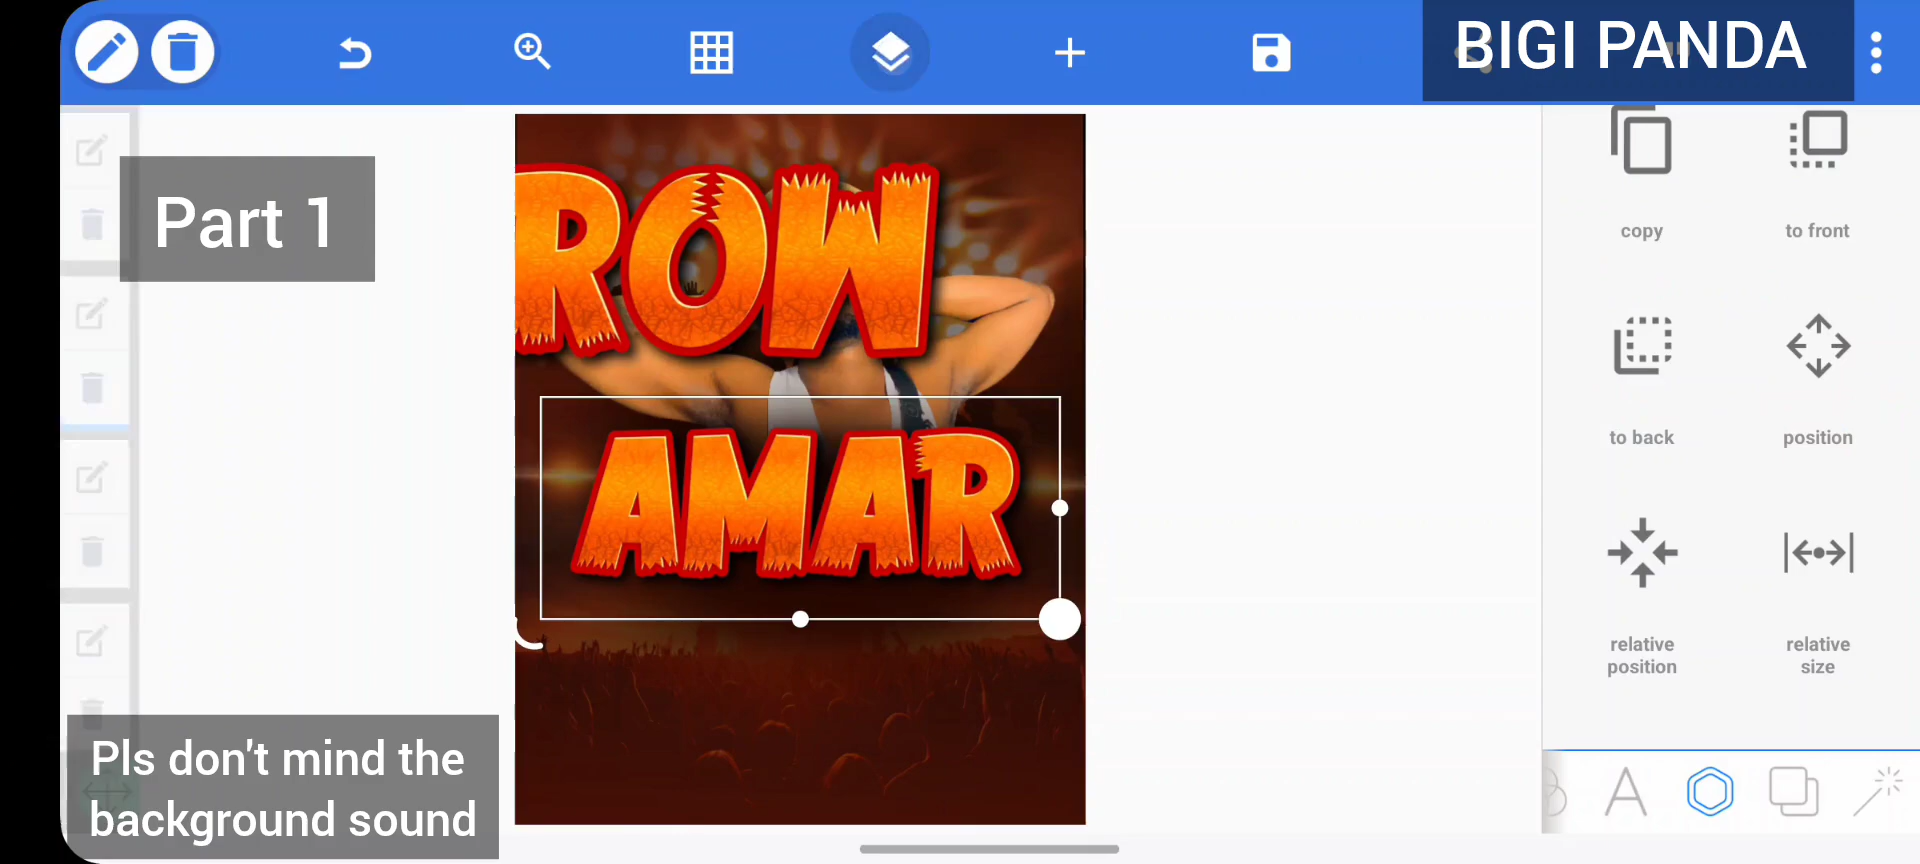 BIGI PANDA
Part 1
ROW
AMAR
copy
to front
to back
position
relative
position
relative
size
Pls don't mind the
background sound